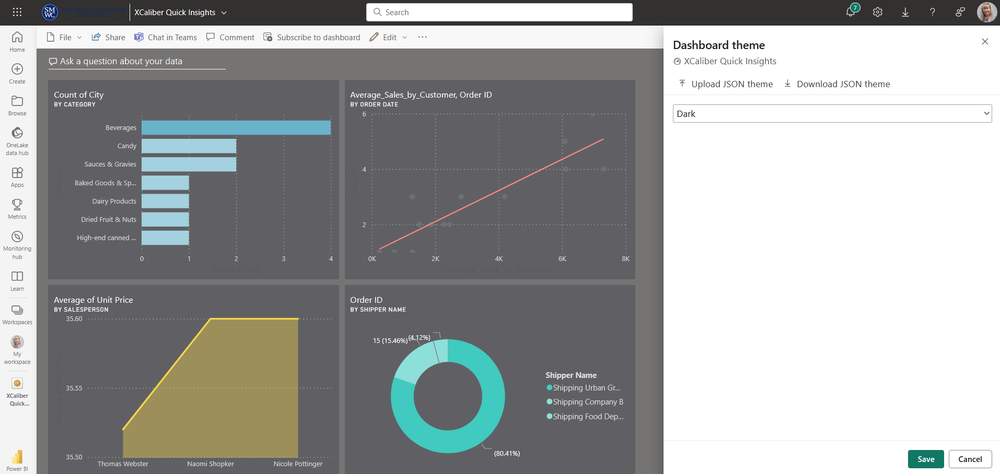 SMWC
XCaliber Quick Insights
Search
7
?
Home
Create
Browse
OneLake
data hub
Apps
Metrics
Monitoring
hub
Learn
Workspaces
My
workspace
XCaliber
Quick...
Power BI
File
Share
Chat in Teams
Comment
Subscribe to dashboard
Edit
...
Ask a question about your data
Count of City
BY CATEGORY
Category
Beverages
Candy
Sauces & Gravies
Baked Goods & Sp...
Dairy Products
Dried Fruit & Nuts
High-end canned ...
0 1 2 3 4
Count of City
Average_Sales_by_Customer, Order ID
BY ORDER DATE
Order ID
6
4
2
0K 2K 4K 6K 8K
Average_Sales_by_Customer
Average of Unit Price
BY SALESPERSON
Average of Unit Price
35.60
35.55
35.50
Thomas Webster Naomi Shopker Nicole Pottinger
Order ID
BY SHIPPER NAME
(4.12%)
15 (15.46%)
(80.41%)
Shipper Name
Shipping Urban Gr...
Shipping Company B
Shipping Food Dep...
Dashboard theme
XCaliber Quick Insights
Upload JSON theme
Download JSON theme
Dark
Save
Cancel